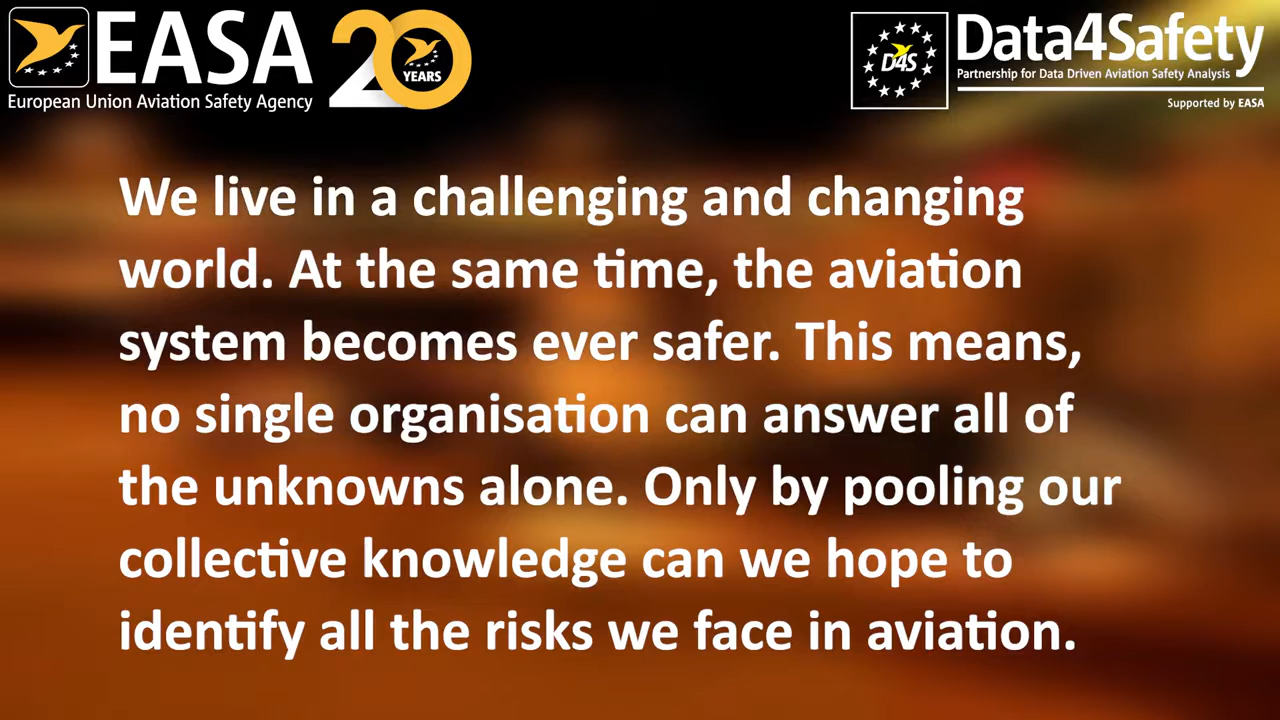 EASA
European Union Aviation Safety Agency
20
YEARS
D4S
Data4Safety
Partnership for Data Driven Aviation Safety Analysis
Supported by EASA
We live in a challenging and changing
world. At the same time, the aviation
system becomes ever safer. This means,
no single organisation can answer all of
the unknowns alone. Only by pooling our
collective knowledge can we hope to
identify all the risks we face in aviation.